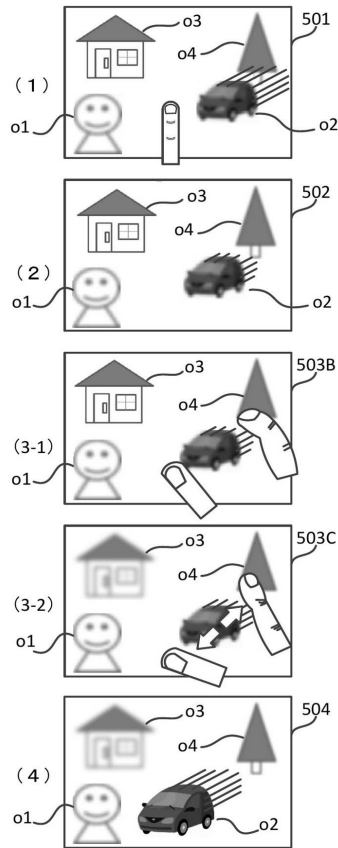 o3
o4
501
(1)
o1
o2
o3
502
o4
(2)
o1
o2
o3
503B
o4
(3-1)
o1
o3
503C
o4
(3-2)
o1
o3
504
o4
(4)
o1
o2